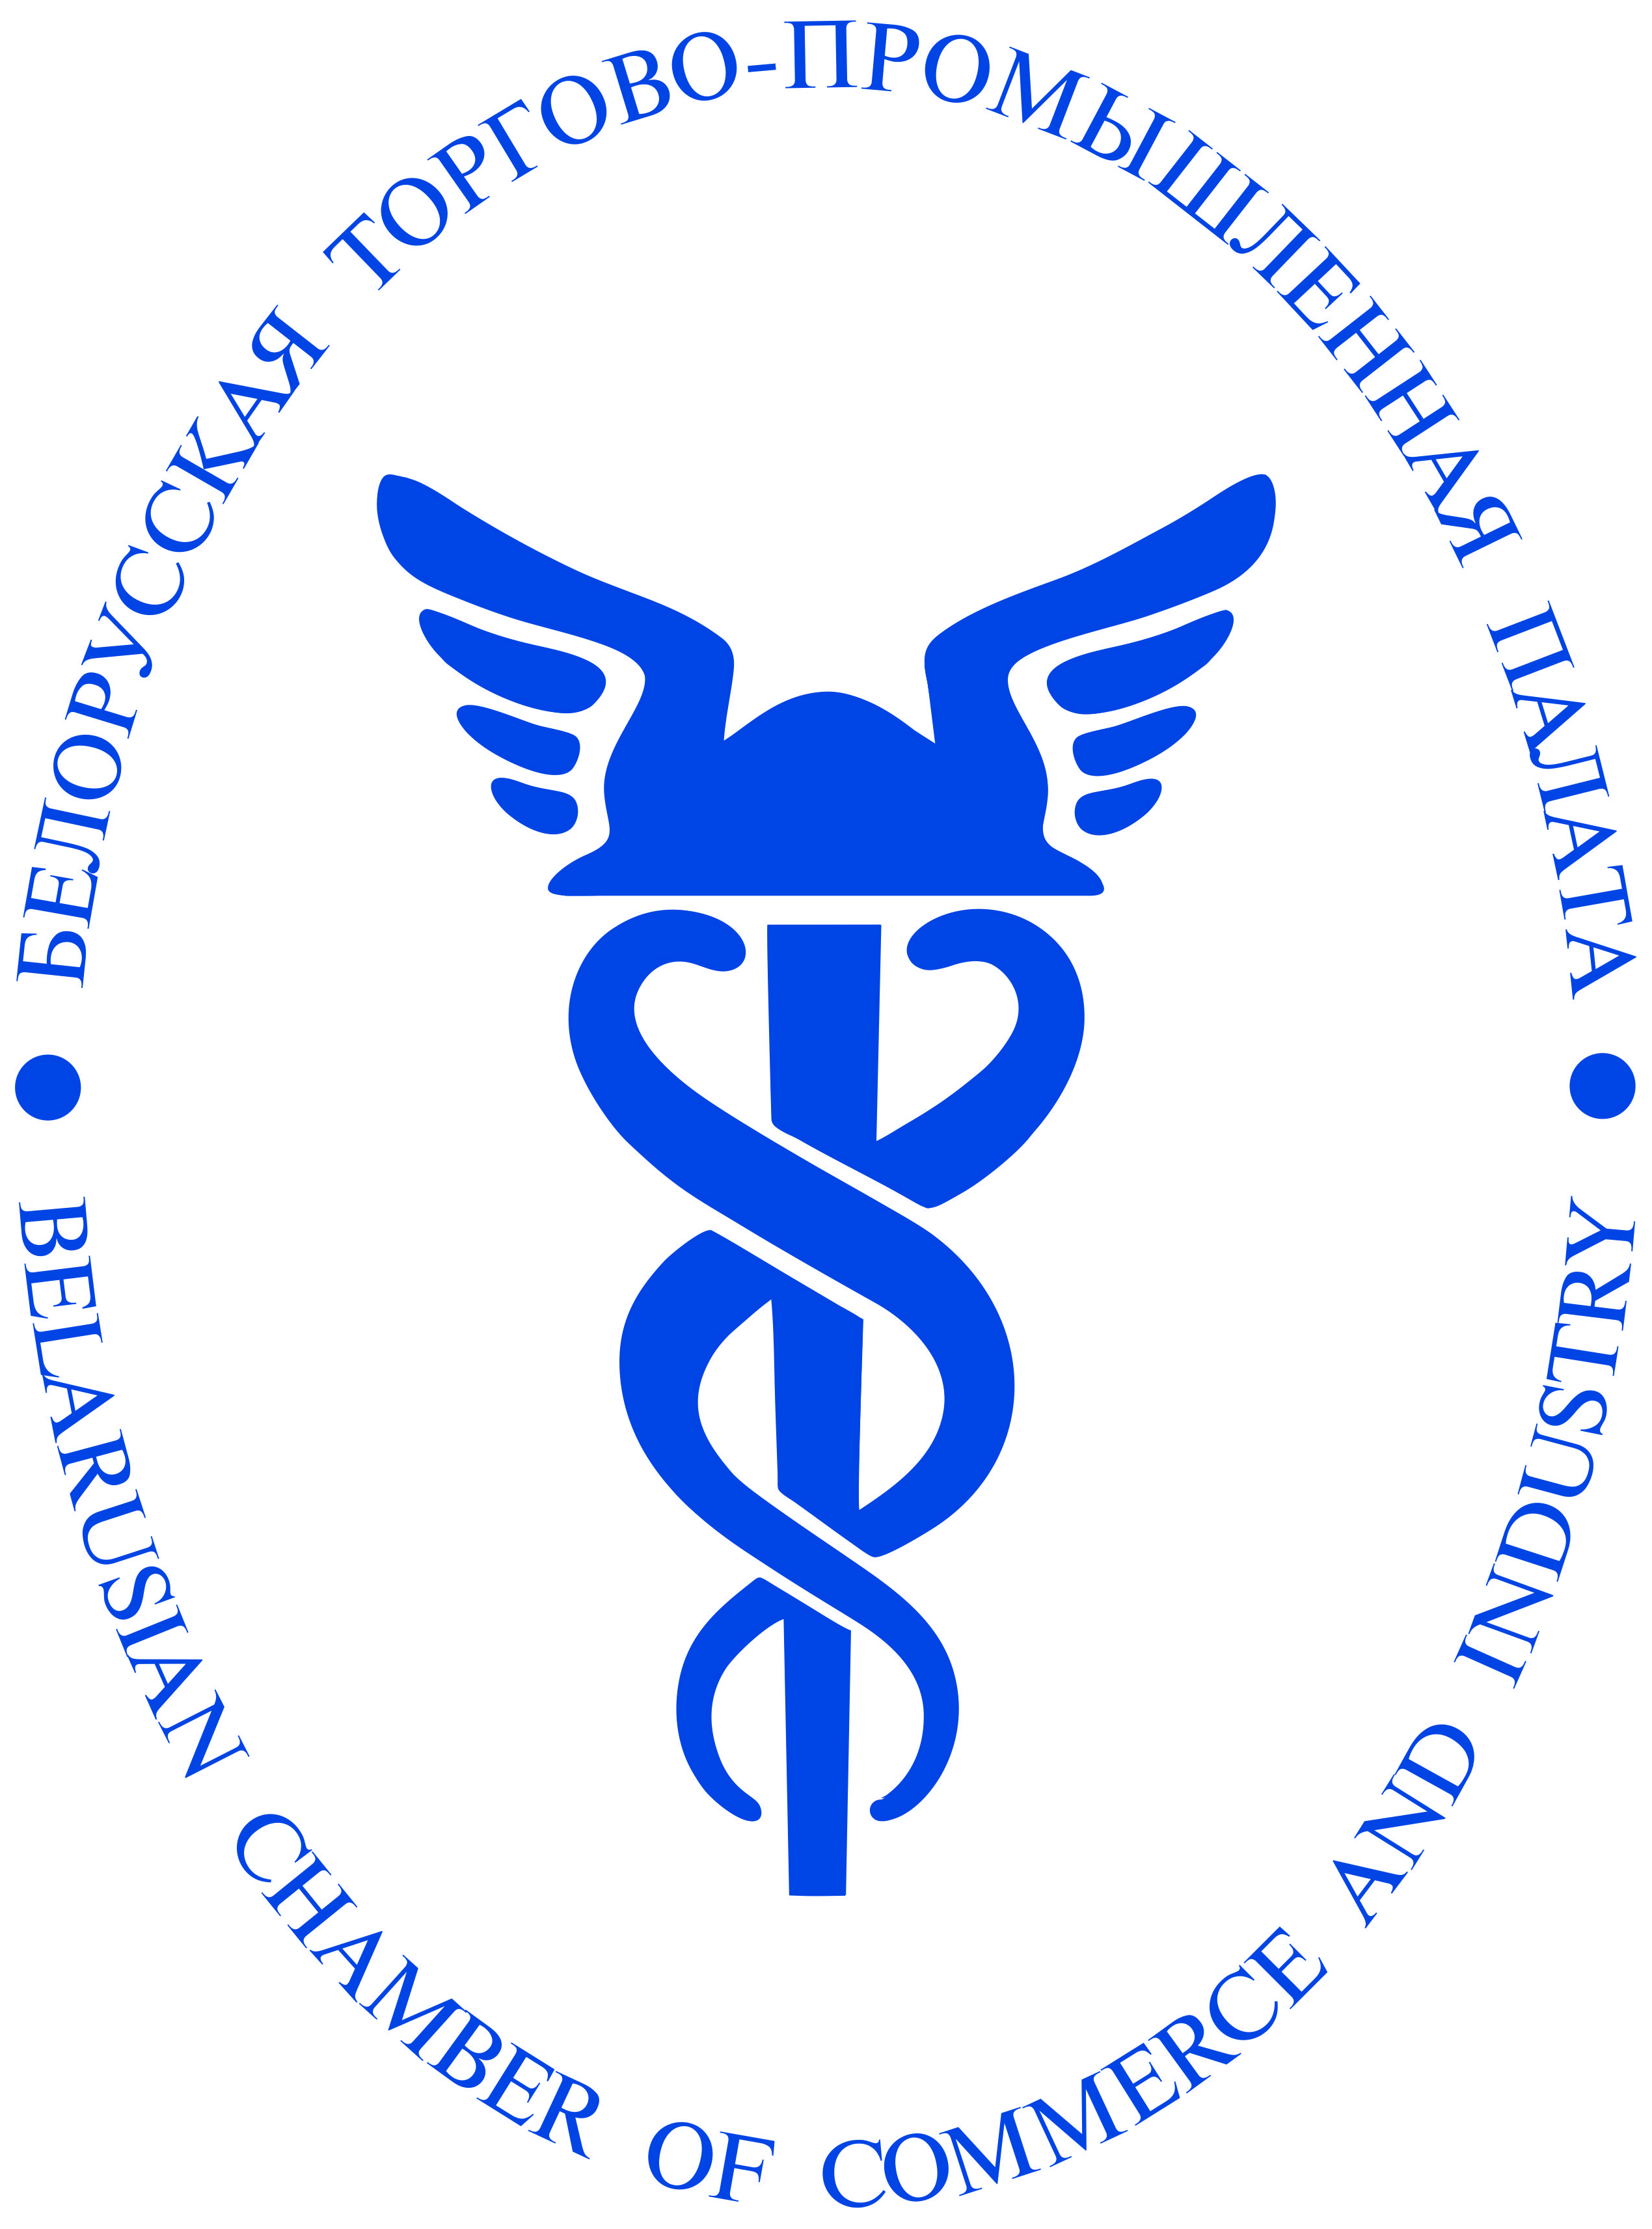 БЕЛОРУССКАЯ ТОРГОВО-ПРОМЫШЛЕННАЯ ПАЛАТА
BELARUSIAN CHAMBER OF COMMERCE AND INDUSTRY